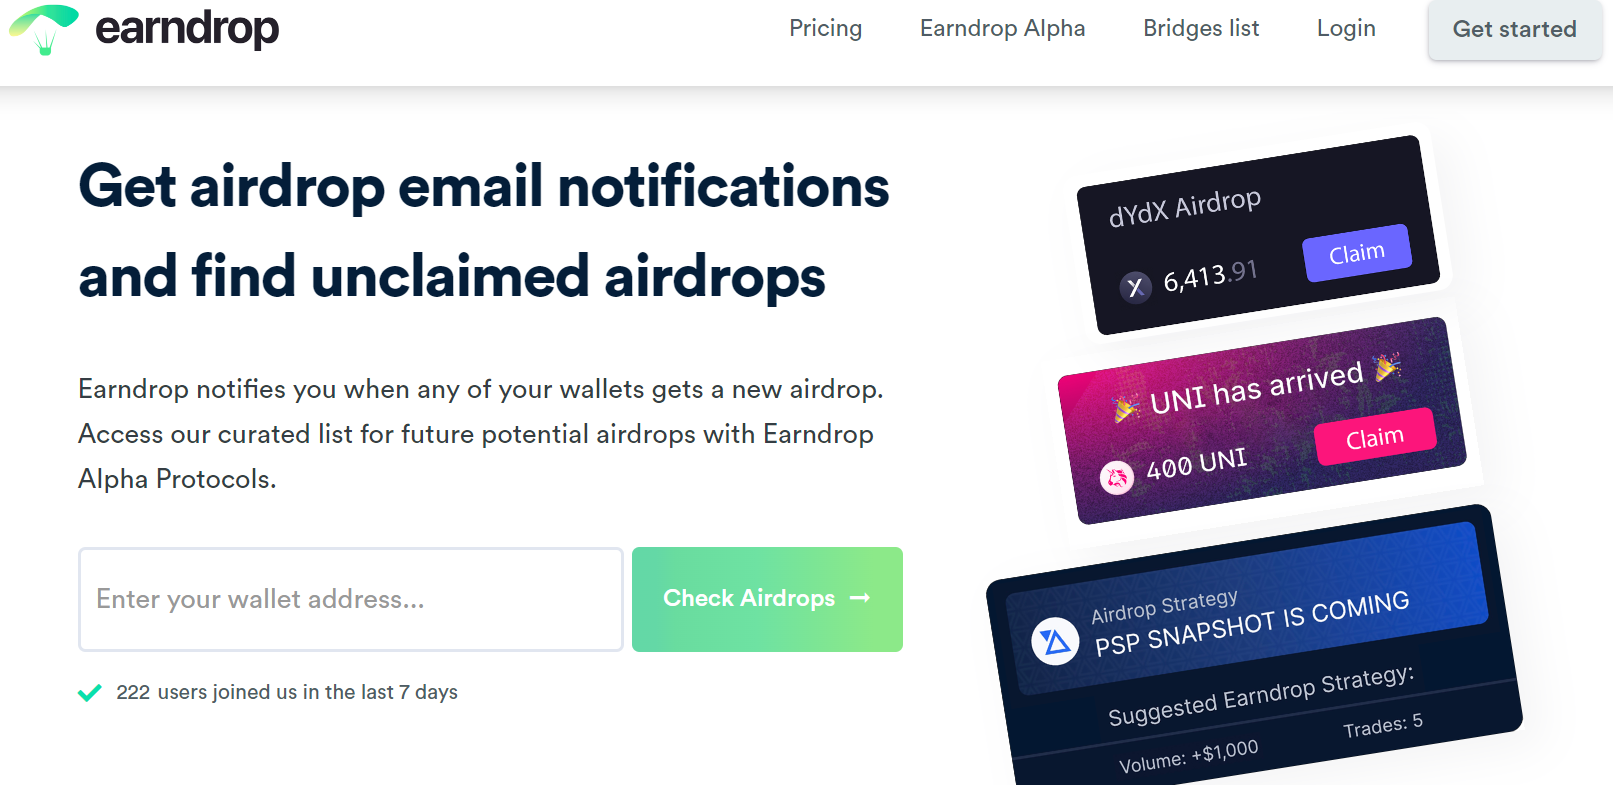 earndrop
Pricing
Earndrop Alpha
Bridges list
Login
Get started
Get airdrop email notifications
and find unclaimed airdrops
Earndrop notifies you when any of your wallets gets a new airdrop.
Access our curated list for future potential airdrops with Earndrop
Alpha Protocols.
Enter your wallet address...
Check Airdrops →
222 users joined us in the last 7 days
dYdX Airdrop
6,413.91
Claim
🎉 UNI has arrived 🎉
400 UNI
Claim
Airdrop Strategy
PSP SNAPSHOT IS COMING
Suggested Earndrop Strategy:
Volume: +$1,000
Trades: 5